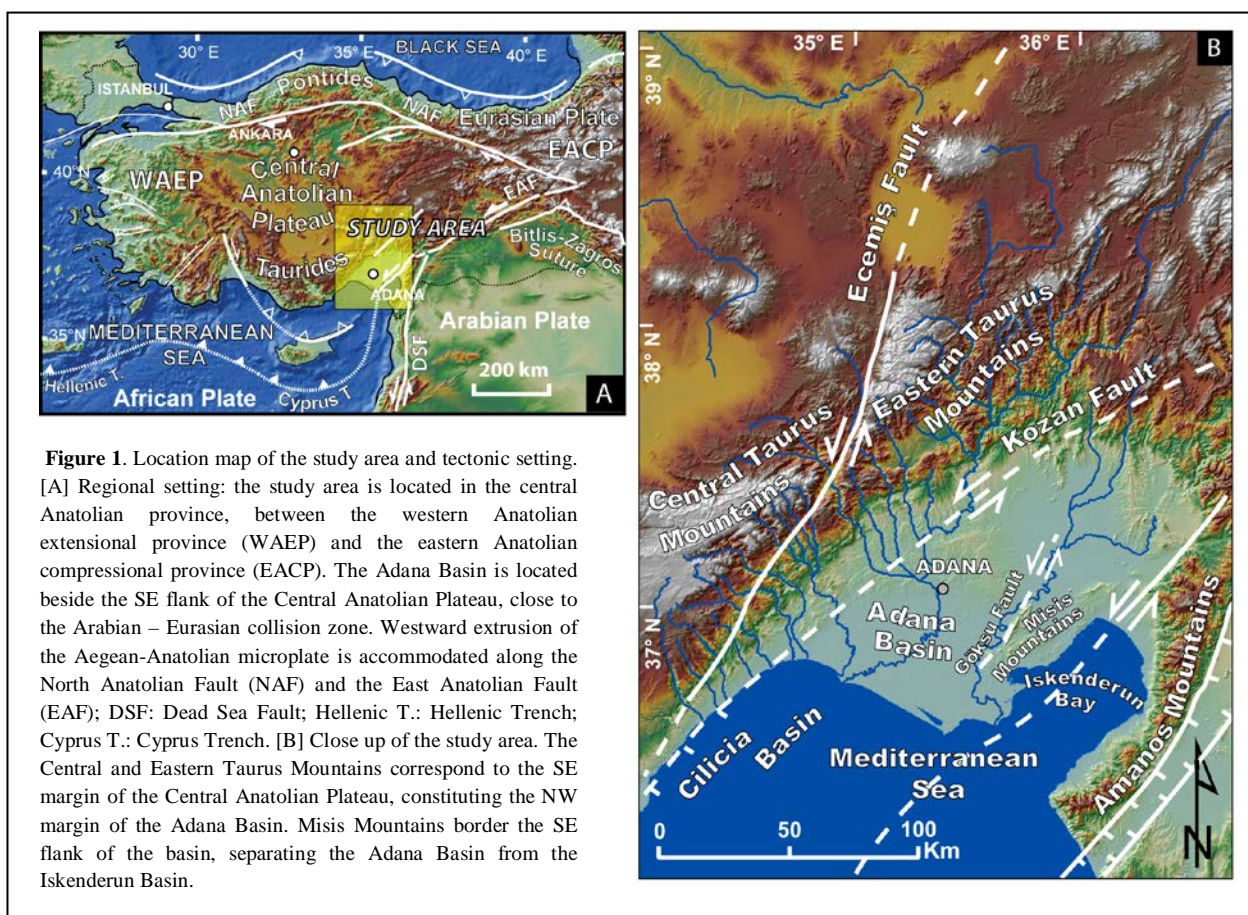 30° E
35° E
40° E
BLACK SEA
ISTANBUL
NAF
Pontides
NAF
Eurasian Plate
ANKARA
EACP
40°N
WAEP
Central
Anatolian
Plateau
EAF
STUDY AREA
Bitlis-Zagros
Suture
Taurides
ADANA
35°N
MEDITERRANEAN
SEA
Arabian Plate
DSF
Hellenic T.
200 km
African Plate
Cyprus T.
A
Figure 1. Location map of the study area and tectonic setting.
[A] Regional setting: the study area is located in the central
Anatolian province, between the western Anatolian
extensional province (WAEP) and the eastern Anatolian
compressional province (EACP). The Adana Basin is located
beside the SE flank of the Central Anatolian Plateau, close to
the Arabian – Eurasian collision zone. Westward extrusion of
the Aegean-Anatolian microplate is accommodated along the
North Anatolian Fault (NAF) and the East Anatolian Fault
(EAF); DSF: Dead Sea Fault; Hellenic T.: Hellenic Trench;
Cyprus T.: Cyprus Trench. [B] Close up of the study area. The
Central and Eastern Taurus Mountains correspond to the SE
margin of the Central Anatolian Plateau, constituting the NW
margin of the Adana Basin. Misis Mountains border the SE
flank of the basin, separating the Adana Basin from the
Iskenderun Basin.
35° E
36° E
B
39° N
Ecemiş Fault
38° N
Eastern Taurus
Mountains
Kozan Fault
Central Taurus
Mountains
ADANA
37° N
Adana
Basin
Göksu Fault
Misis
Mountains
Iskenderun
Bay
Amanos Mountains
Cilicia
Basin
Mediterranean
Sea
0
50
100
Km
N